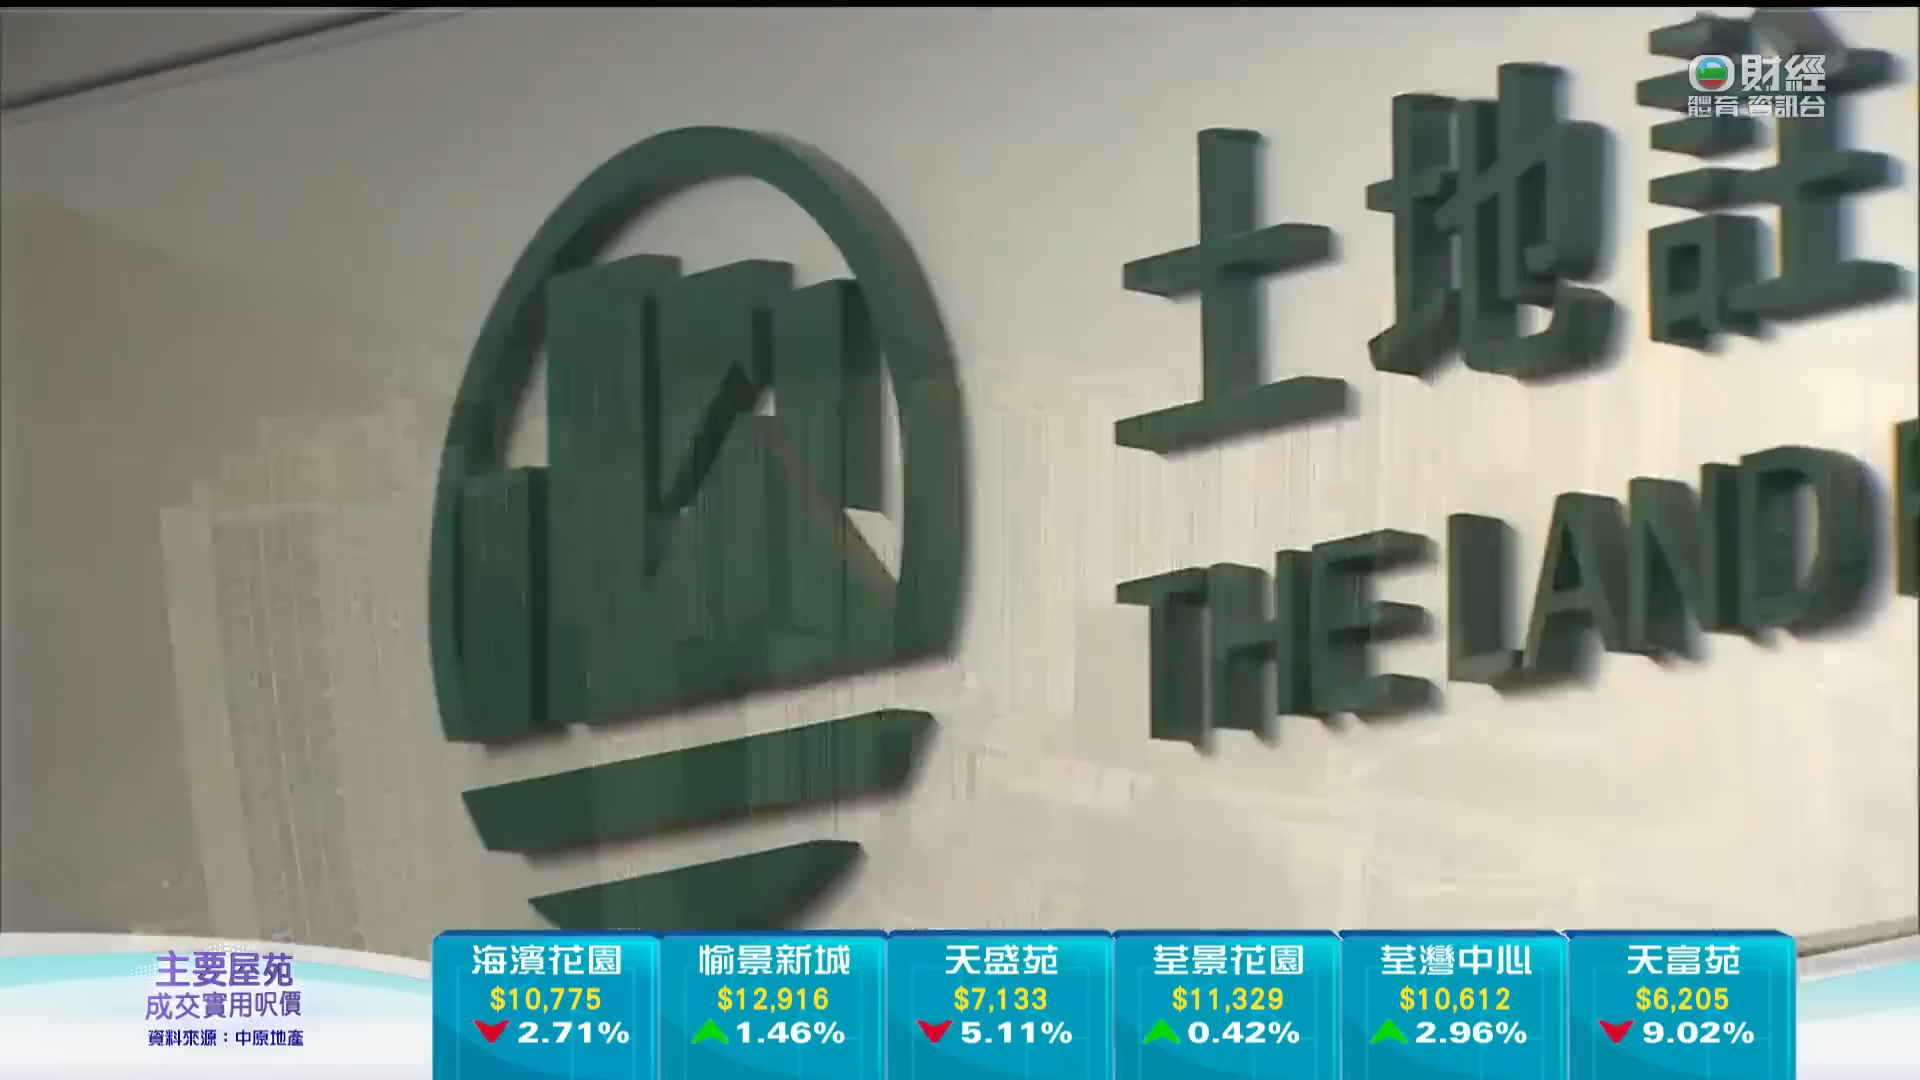 財經
體育 資訊台
土地註
THE LAND
主要屋苑
成交實用呎價
資料來源：中原地產
海濱花園
$10,775
2.71%
愉景新城
$12,916
1.46%
天盛苑
$7,133
5.11%
荃景花園
$11,329
0.42%
荃灣中心
$10,612
2.96%
天富苑
$6,205
9.02%